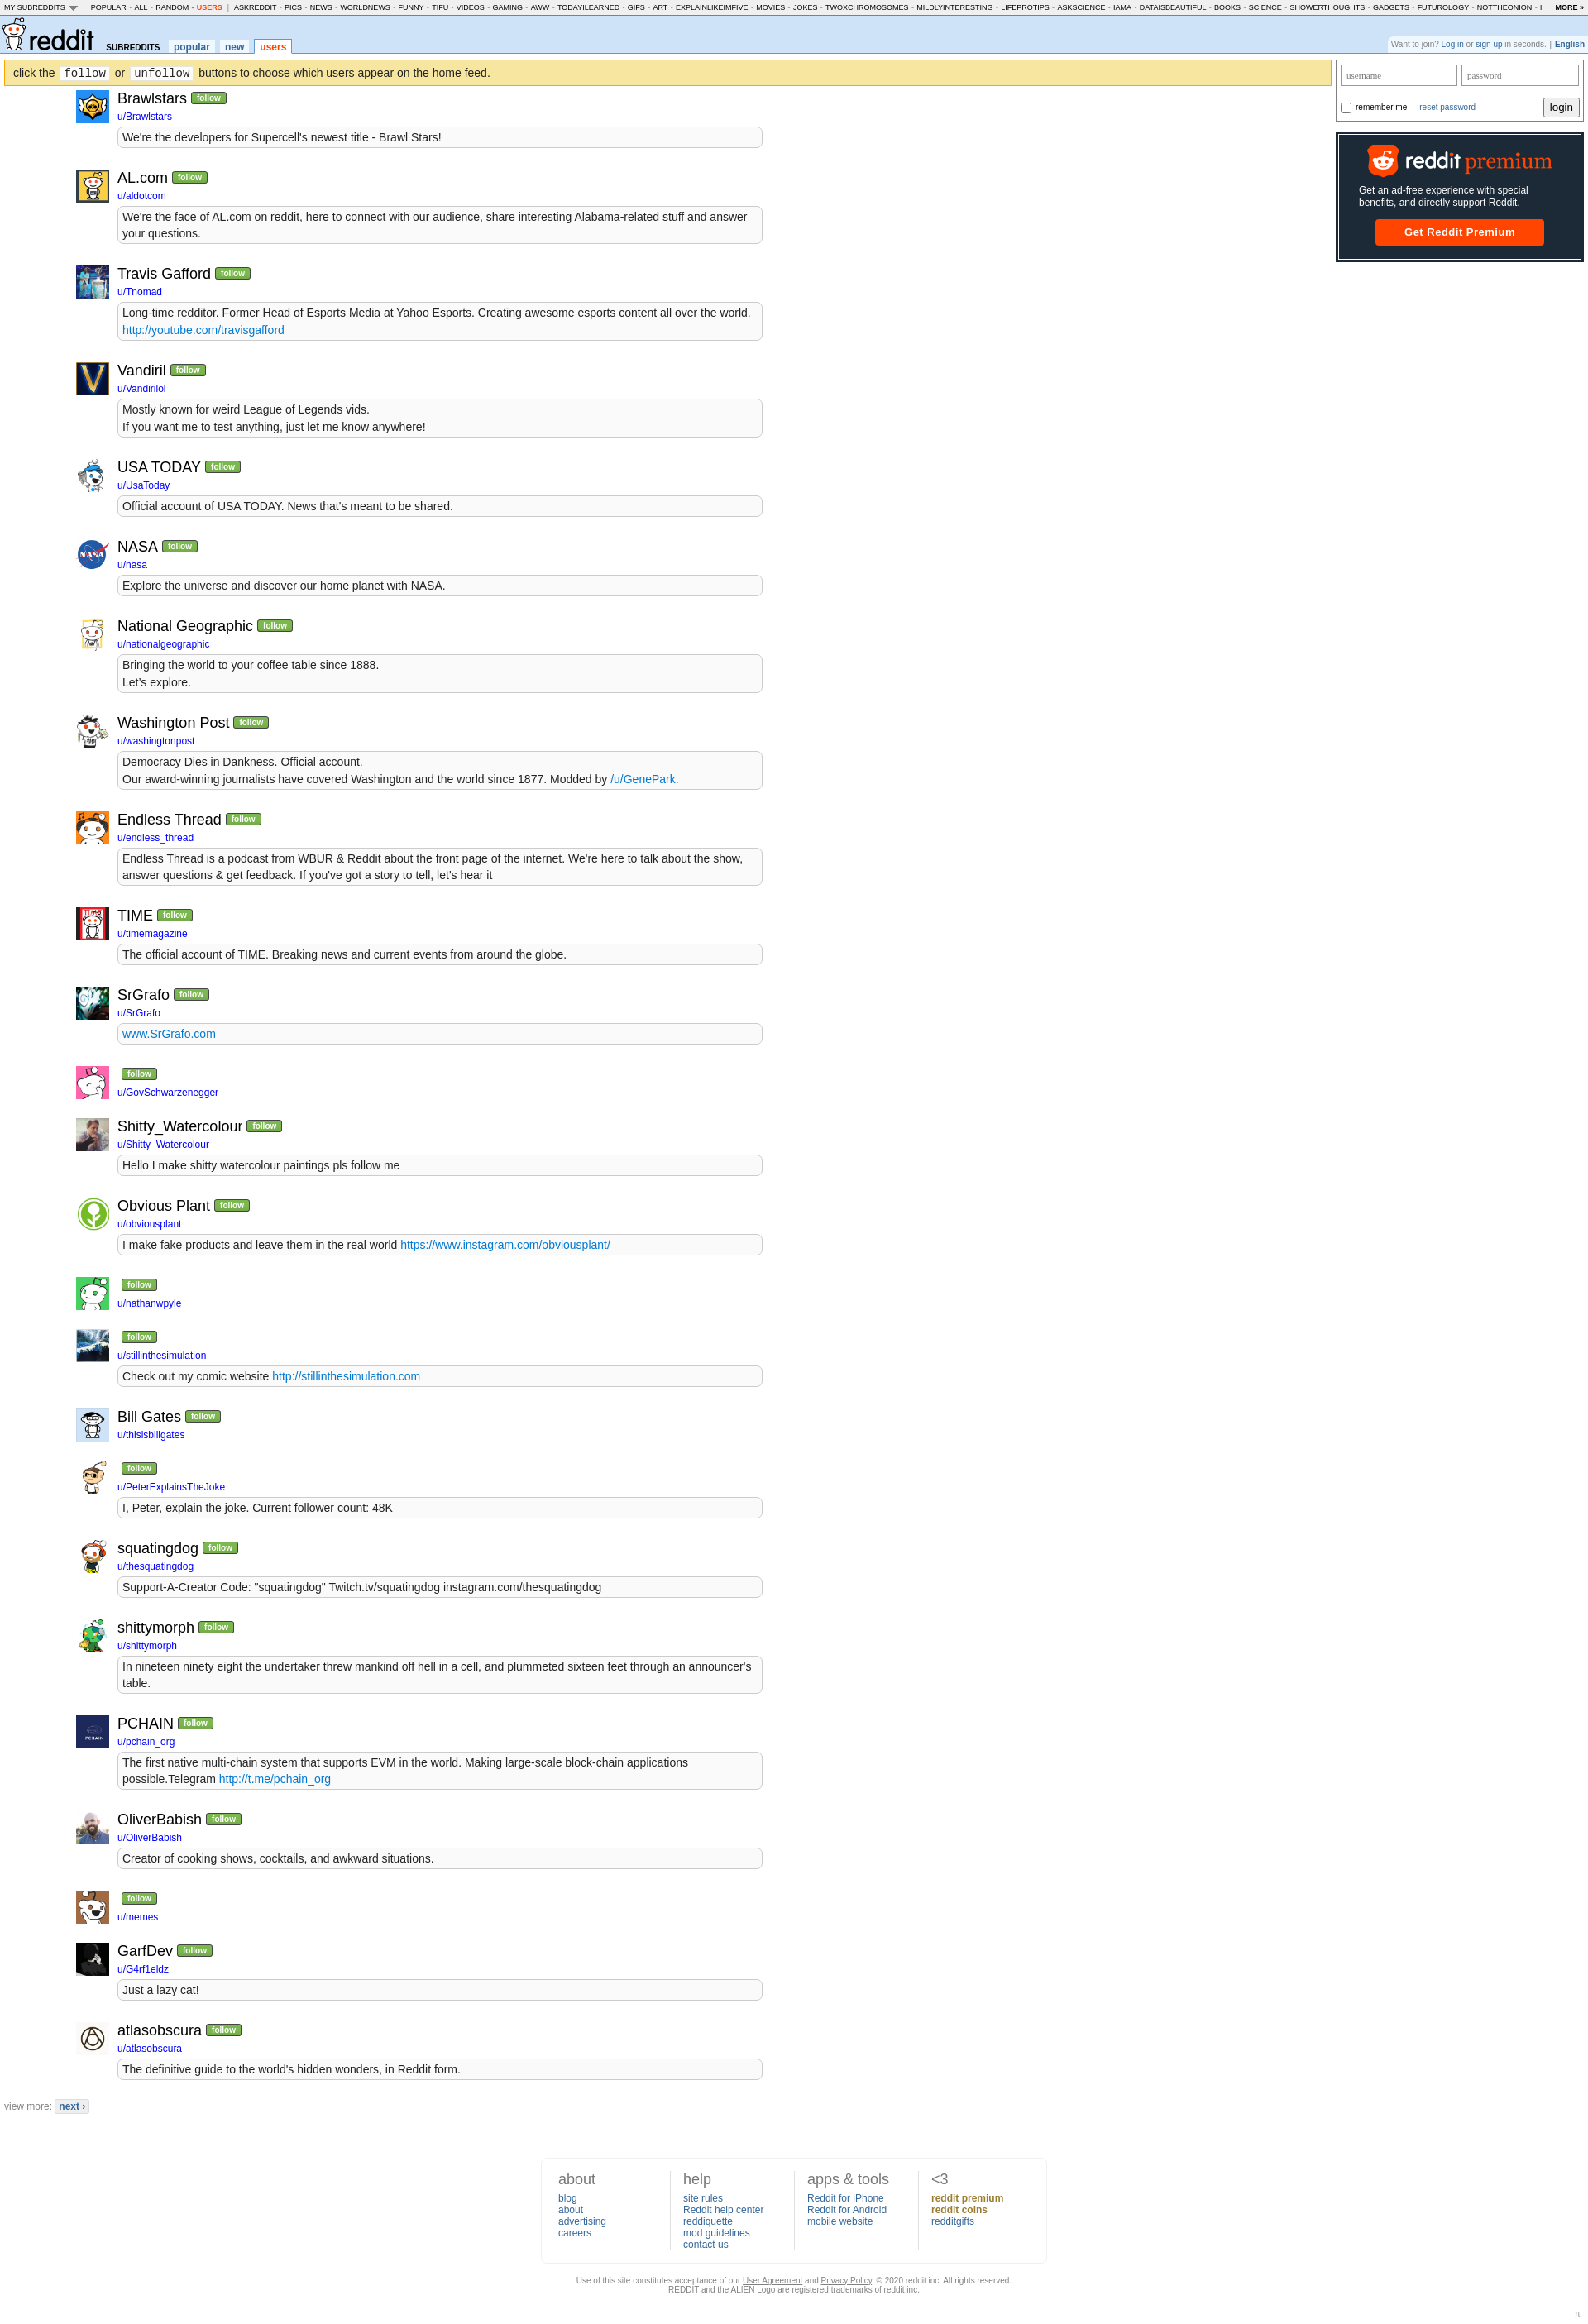 MY SUBREDDITS POPULAR - ALL - RANDOM - USERS | ASKREDDIT - PICS - NEWS - WORLDNEWS - FUNNY - TIFU - VIDEOS - GAMING - AWW - TODAYILEARNED - GIFS - ART - EXPLAINLIKEIMFIVE - MOVIES - JOKES - TWOXCHROMOSOMES - MILDLYINTERESTING - LIFEPROTIPS - ASKSCIENCE - IAMA - DATAISBEAUTIFUL - BOOKS - SCIENCE - SHOWERTHOUGHTS - GADGETS - FUTUROLOGY - NOTTHEONION - MORE »
reddit SUBREDDITS popular new users
Want to join? Log in or sign up in seconds. | English
click the follow or unfollow buttons to choose which users appear on the home feed.
username password
remember me reset password login
reddit premium
Get an ad-free experience with special
benefits, and directly support Reddit.
Get Reddit Premium
Brawlstars follow
u/Brawlstars
We're the developers for Supercell's newest title - Brawl Stars!
AL.com follow
u/aldotcom
We're the face of AL.com on reddit, here to connect with our audience, share interesting Alabama-related stuff and answer
your questions.
Travis Gafford follow
u/Tnomad
Long-time redditor. Former Head of Esports Media at Yahoo Esports. Creating awesome esports content all over the world.
http://youtube.com/travisgafford
Vandiril follow
u/Vandirilol
Mostly known for weird League of Legends vids.
If you want me to test anything, just let me know anywhere!
USA TODAY follow
u/UsaToday
Official account of USA TODAY. News that's meant to be shared.
NASA
NASA follow
u/nasa
Explore the universe and discover our home planet with NASA.
National Geographic follow
u/nationalgeographic
Bringing the world to your coffee table since 1888.
Let's explore.
Washington Post follow
u/washingtonpost
Democracy Dies in Dankness. Official account.
Our award-winning journalists have covered Washington and the world since 1877. Modded by /u/GenePark.
Endless Thread follow
u/endless_thread
Endless Thread is a podcast from WBUR & Reddit about the front page of the internet. We're here to talk about the show,
answer questions & get feedback. If you've got a story to tell, let's hear it
TIME follow
u/timemagazine
The official account of TIME. Breaking news and current events from around the globe.
SrGrafo follow
u/SrGrafo
www.SrGrafo.com
follow
u/GovSchwarzenegger
Shitty_Watercolour follow
u/Shitty_Watercolour
Hello I make shitty watercolour paintings pls follow me
Obvious Plant follow
u/obviousplant
I make fake products and leave them in the real world https://www.instagram.com/obviousplant/
follow
u/nathanwpyle
follow
u/stillinthesimulation
Check out my comic website http://stillinthesimulation.com
Bill Gates follow
u/thisisbillgates
follow
u/PeterExplainsTheJoke
I, Peter, explain the joke. Current follower count: 48K
squatingdog follow
u/thesquatingdog
Support-A-Creator Code: "squatingdog" Twitch.tv/squatingdog instagram.com/thesquatingdog
shittymorph follow
u/shittymorph
In nineteen ninety eight the undertaker threw mankind off hell in a cell, and plummeted sixteen feet through an announcer's
table.
PCHAIN
PCHAIN follow
u/pchain_org
The first native multi-chain system that supports EVM in the world. Making large-scale block-chain applications
possible.Telegram http://t.me/pchain_org
OliverBabish follow
u/OliverBabish
Creator of cooking shows, cocktails, and awkward situations.
follow
u/memes
GarfDev follow
u/G4rf1eldz
Just a lazy cat!
atlasobscura follow
u/atlasobscura
The definitive guide to the world's hidden wonders, in Reddit form.
view more: next ›
about
blog
about
advertising
careers
help
site rules
Reddit help center
reddiquette
mod guidelines
contact us
apps & tools
Reddit for iPhone
Reddit for Android
mobile website
<3
reddit premium
reddit coins
redditgifts
Use of this site constitutes acceptance of our User Agreement and Privacy Policy. © 2020 reddit inc. All rights reserved.
REDDIT and the ALIEN Logo are registered trademarks of reddit inc.
π